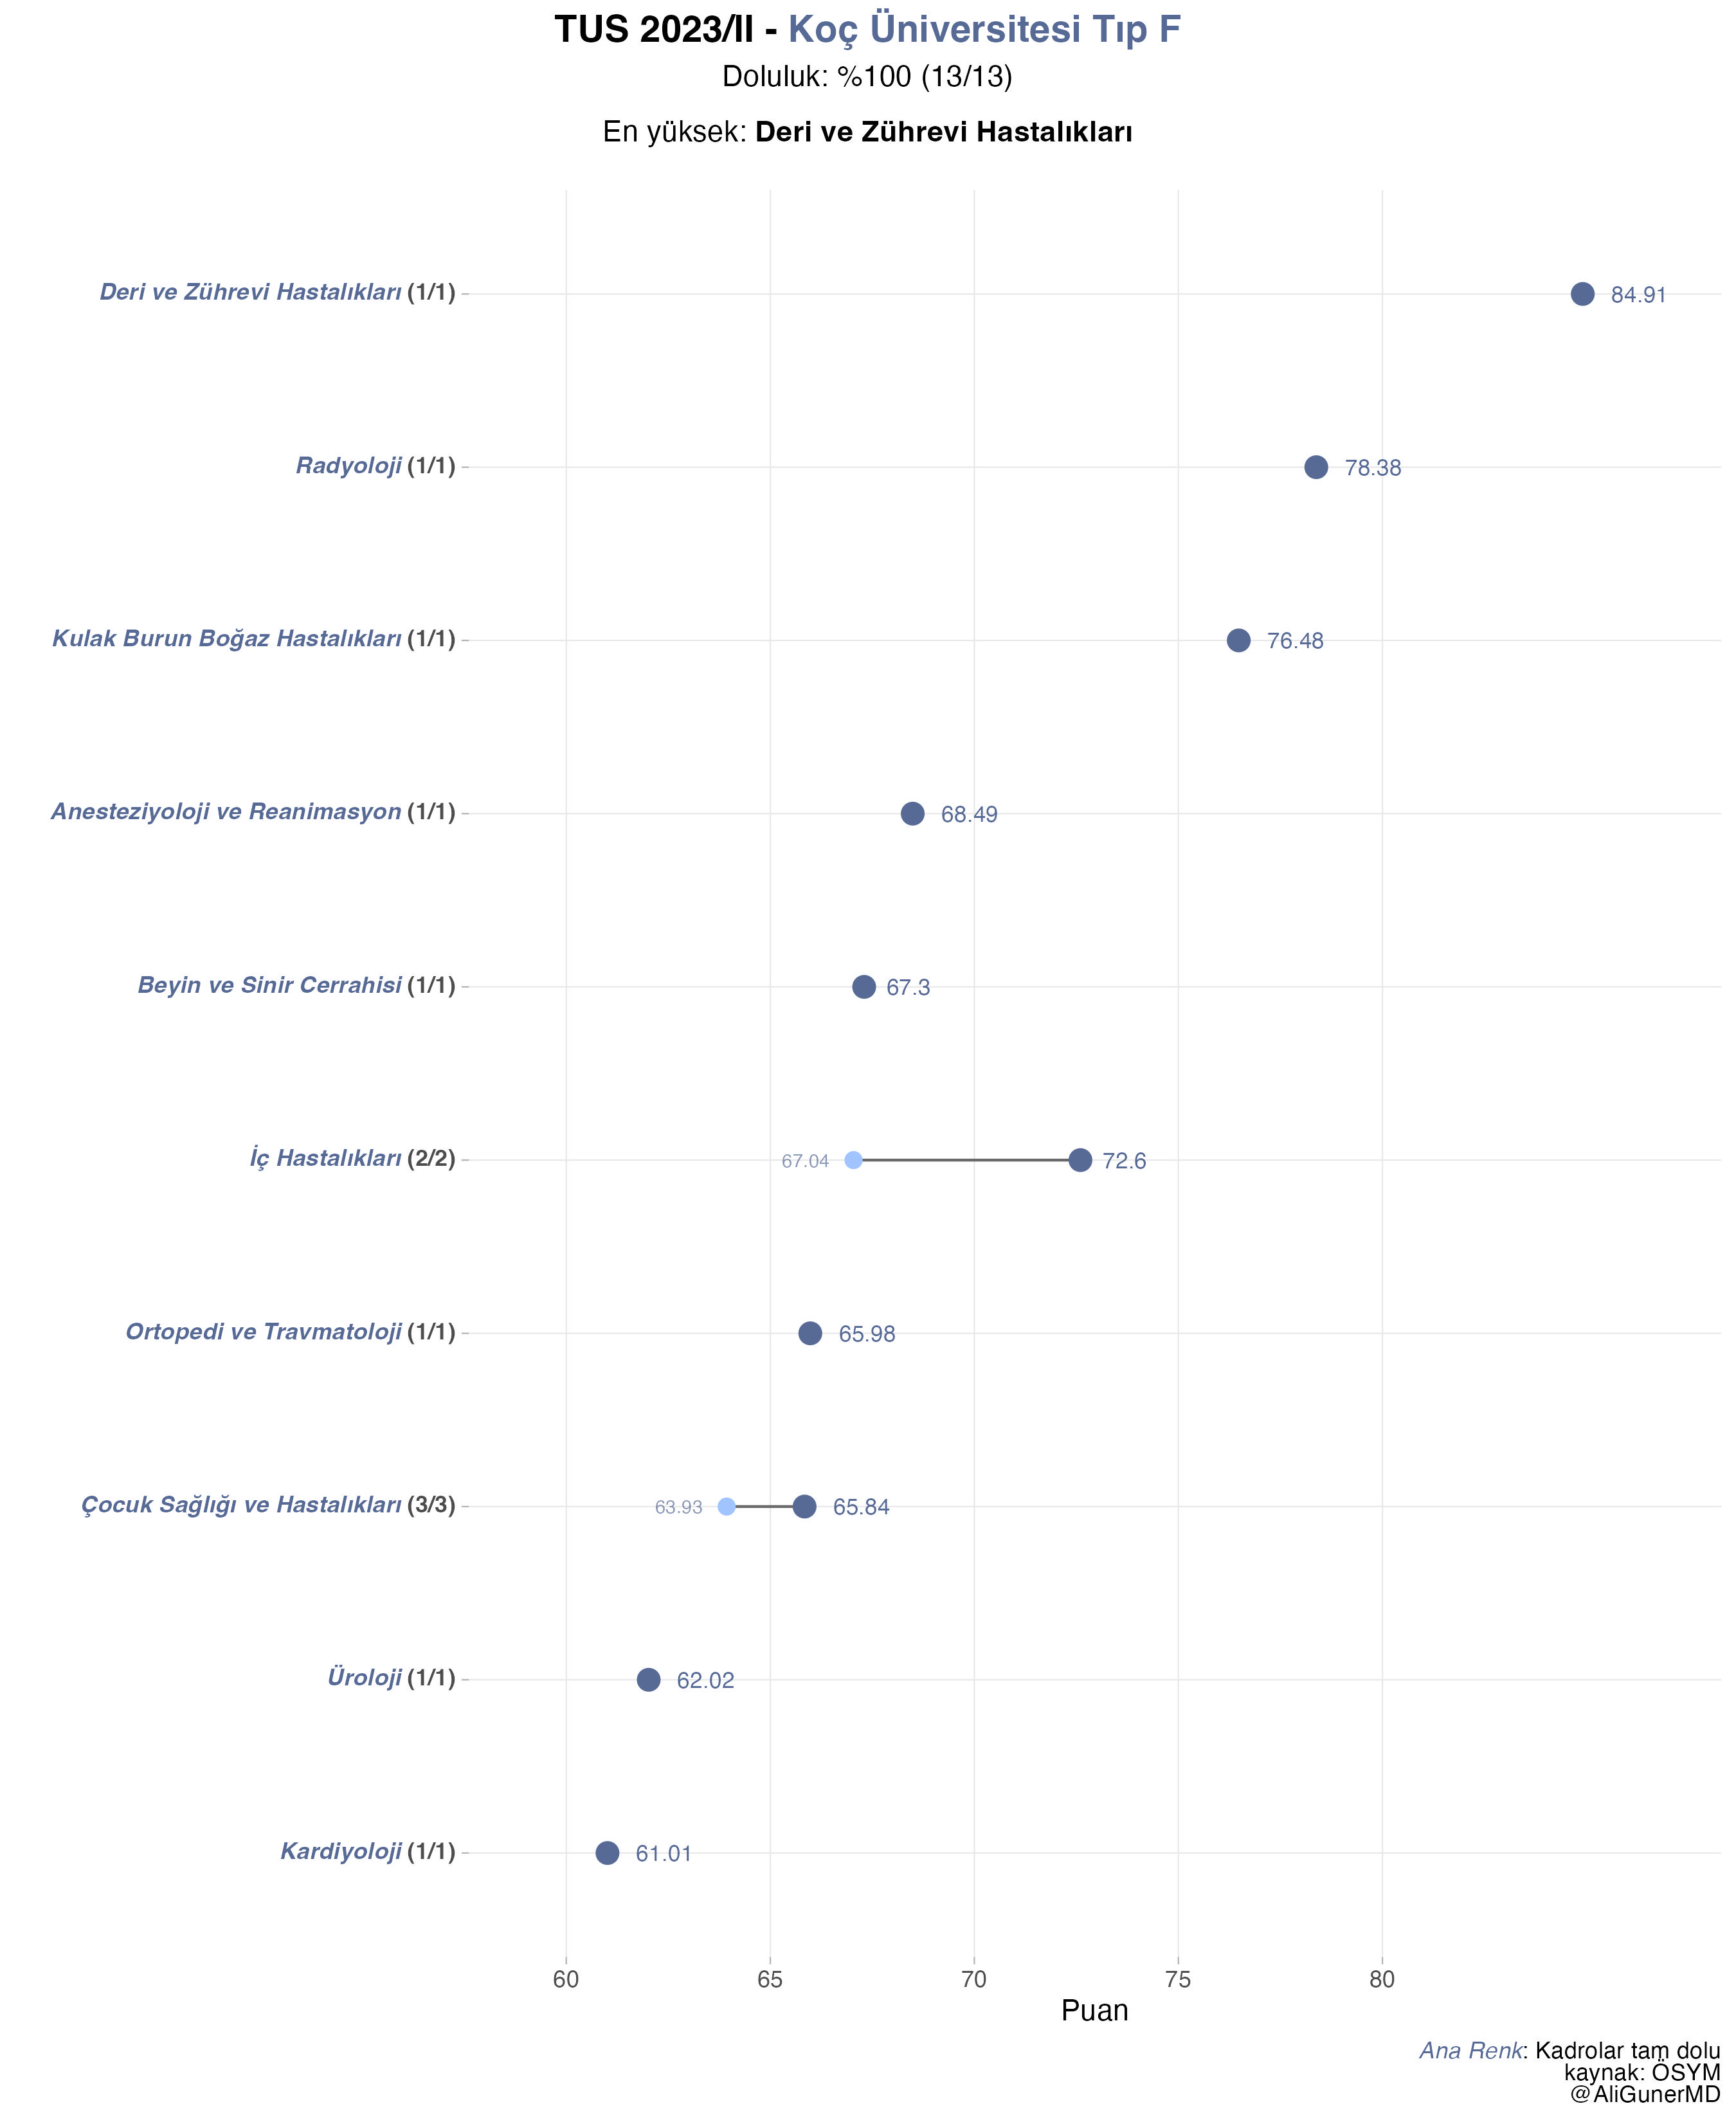 TUS 2023/II - Koç Üniversitesi Tıp F
Doluluk: %100 (13/13)
En yüksek: Deri ve Zührevi Hastalıkları
Deri ve Zührevi Hastalıkları (1/1)
84.91
Radyoloji (1/1)
78.38
Kulak Burun Boğaz Hastalıkları (1/1)
76.48
Anesteziyoloji ve Reanimasyon (1/1)
68.49
Beyin ve Sinir Cerrahisi (1/1)
67.3
İç Hastalıkları (2/2)
67.04
72.6
Ortopedi ve Travmatoloji (1/1)
65.98
Çocuk Sağlığı ve Hastalıkları (3/3)
63.93
65.84
Üroloji (1/1)
62.02
Kardiyoloji (1/1)
61.01
60 65 70 75 80
Puan
Ana Renk: Kadrolar tam dolu
kaynak: ÖSYM
@AliGunerMD